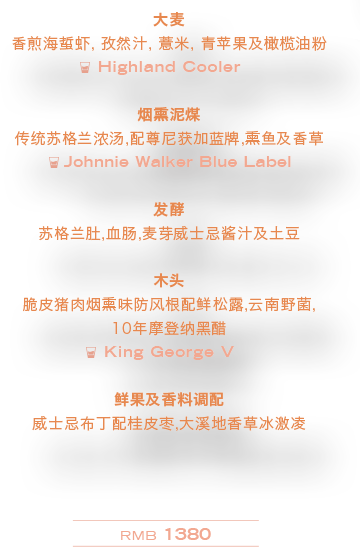 大麦
香煎海蜇虾, 孜然汁, 薏米, 青苹果及橄榄油粉
Highland Cooler
烟熏泥煤
传统苏格兰浓汤,配尊尼获加蓝牌,熏鱼及香草
Johnnie Walker Blue Label
发酵
苏格兰肚,血肠,麦芽威士忌酱汁及土豆
木头
脆皮猪肉烟熏味防风根配鲜松露,云南野菌,
10年摩登纳黑醋
King George V
鲜果及香料调配
威士忌布丁配桂皮枣,大溪地香草冰激凌
RMB 1380